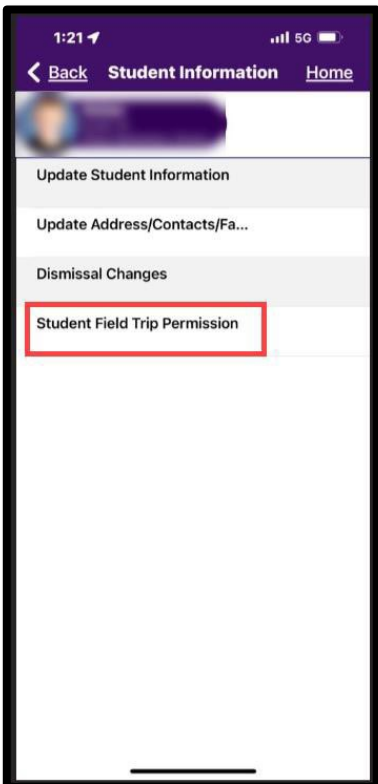 1:21 5G
Back Student Information Home
Update Student Information
Update Address/Contacts/Fa...
Dismissal Changes
Student Field Trip Permission